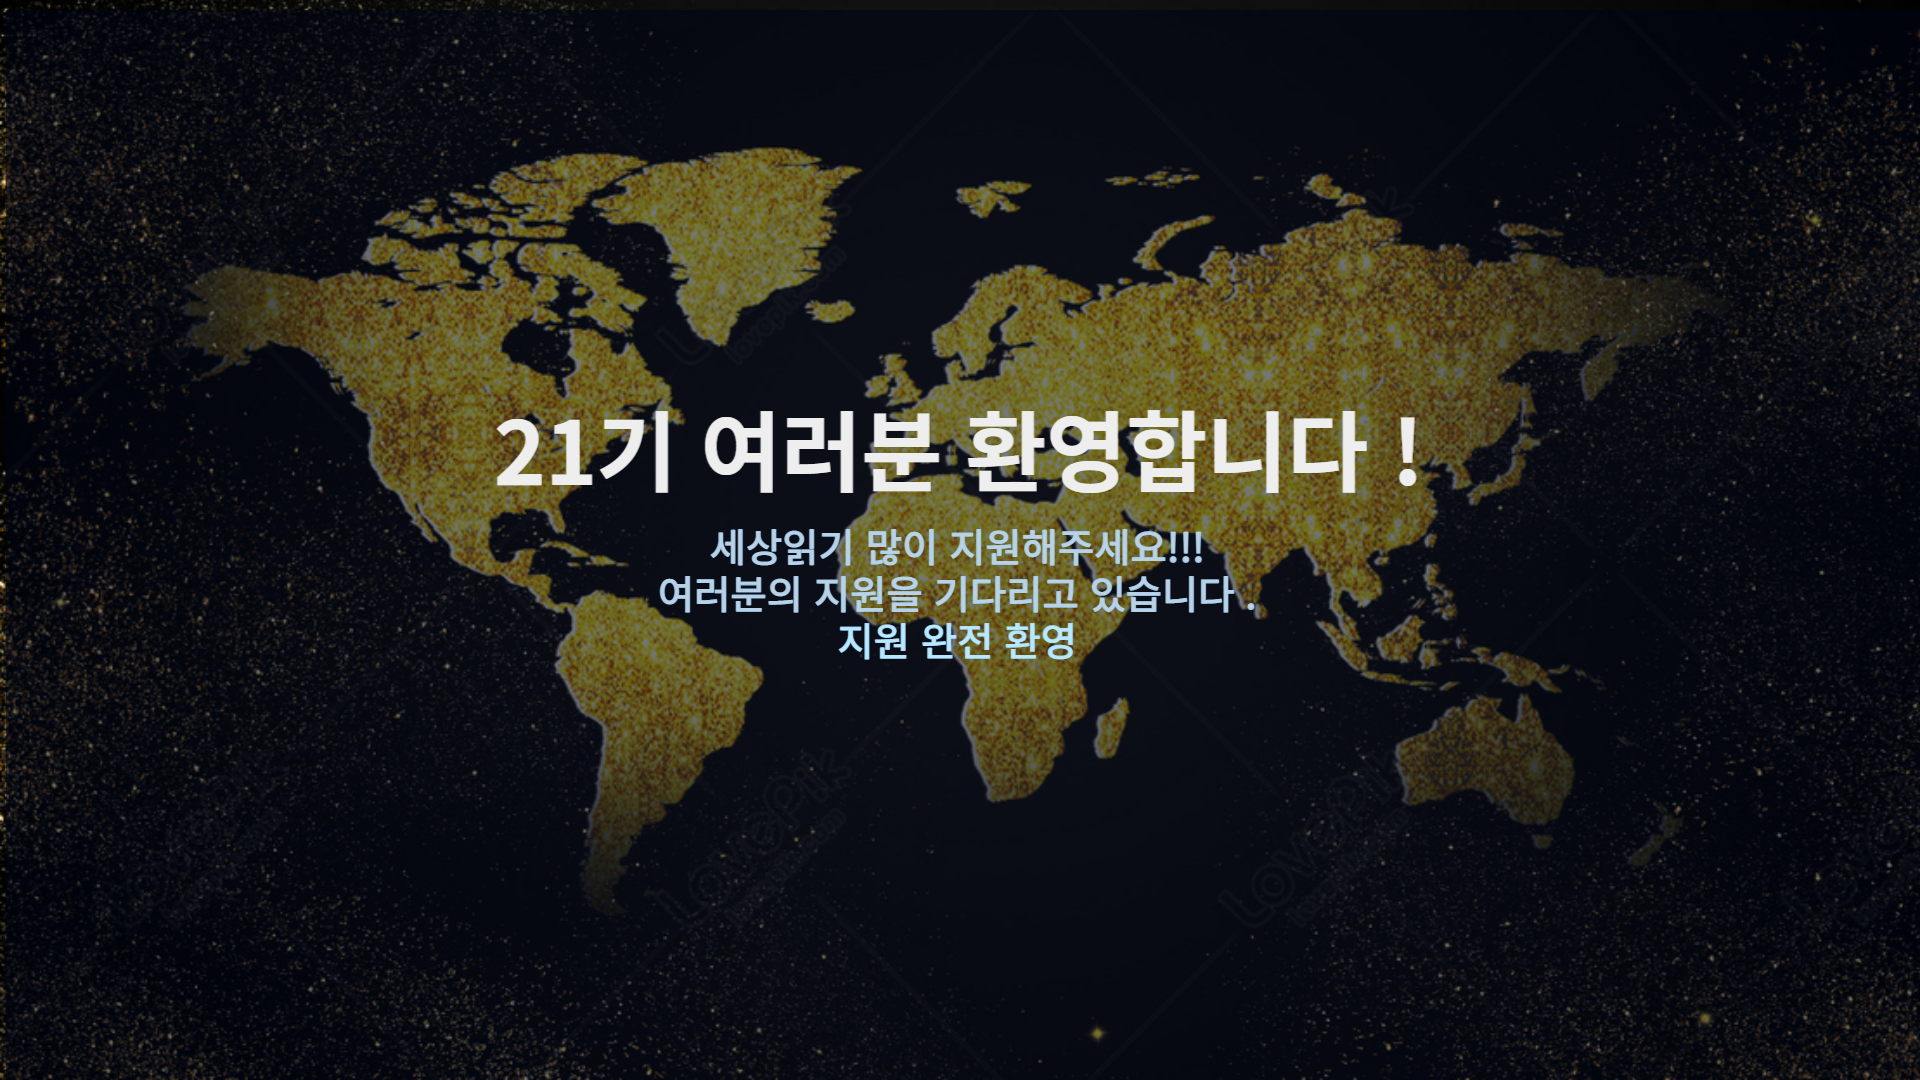 21기 여러분 환영합니다 !
세상읽기 많이 지원해주세요!!!
여러분의 지원을 기다리고 있습니다 .
지원 완전 환영